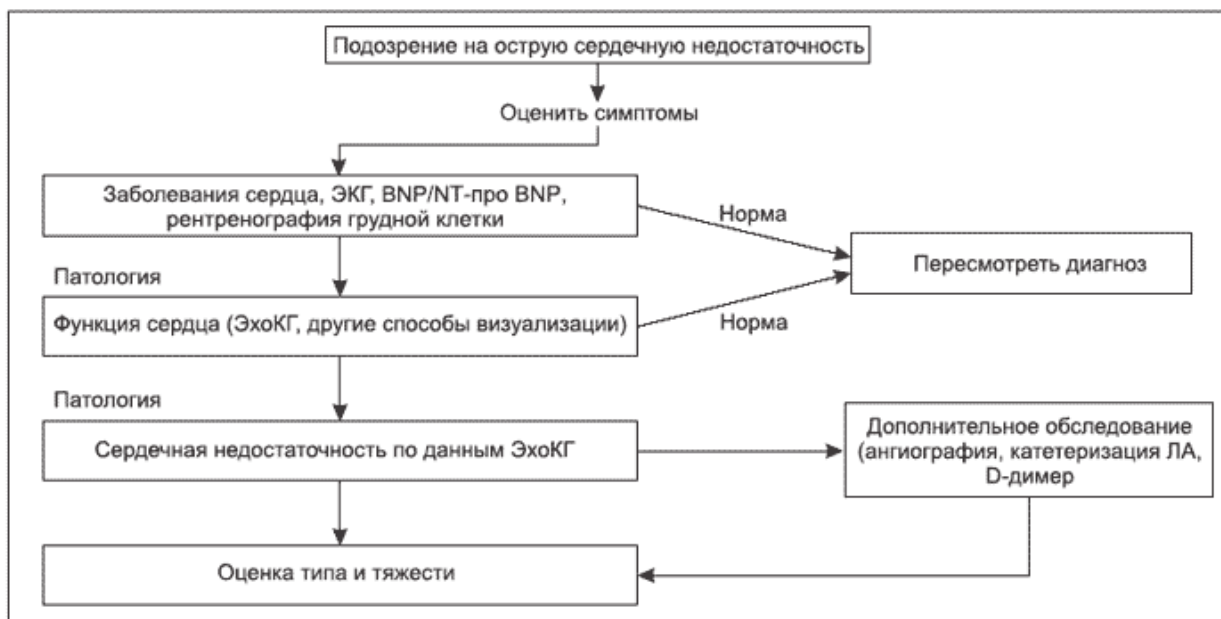 Подозрение на острую сердечную недостаточность
Оценить симптомы
Заболевания сердца, ЭКГ, BNP/NT-про BNP,
рентренография грудной клетки
Норма
Пересмотреть диагноз
Патология
Функция сердца (ЭхоКГ, другие способы визуализации)
Норма
Патология
Сердечная недостаточность по данным ЭхоКГ
Дополнительное обследование
(ангиография, катетеризация ЛА,
D-димер
Оценка типа и тяжести